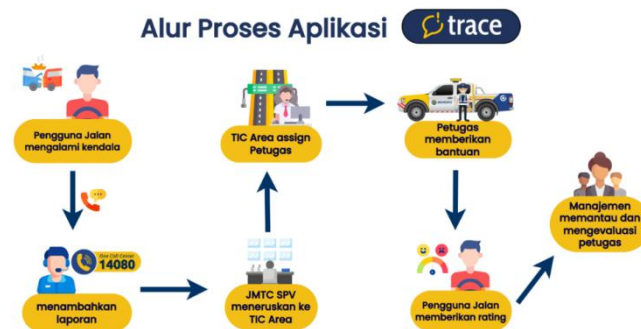 Alur Proses Aplikasi trace
Pengguna Jalan
mengalami kendala
One Call Center
14080
menambahkan
laporan
JMTC SPV
meneruskan ke
TIC Area
TIC Area assign
Petugas
Petugas
memberikan
bantuan
Pengguna Jalan
memberikan rating
Manajemen
memantau dan
mengevaluasi
petugas